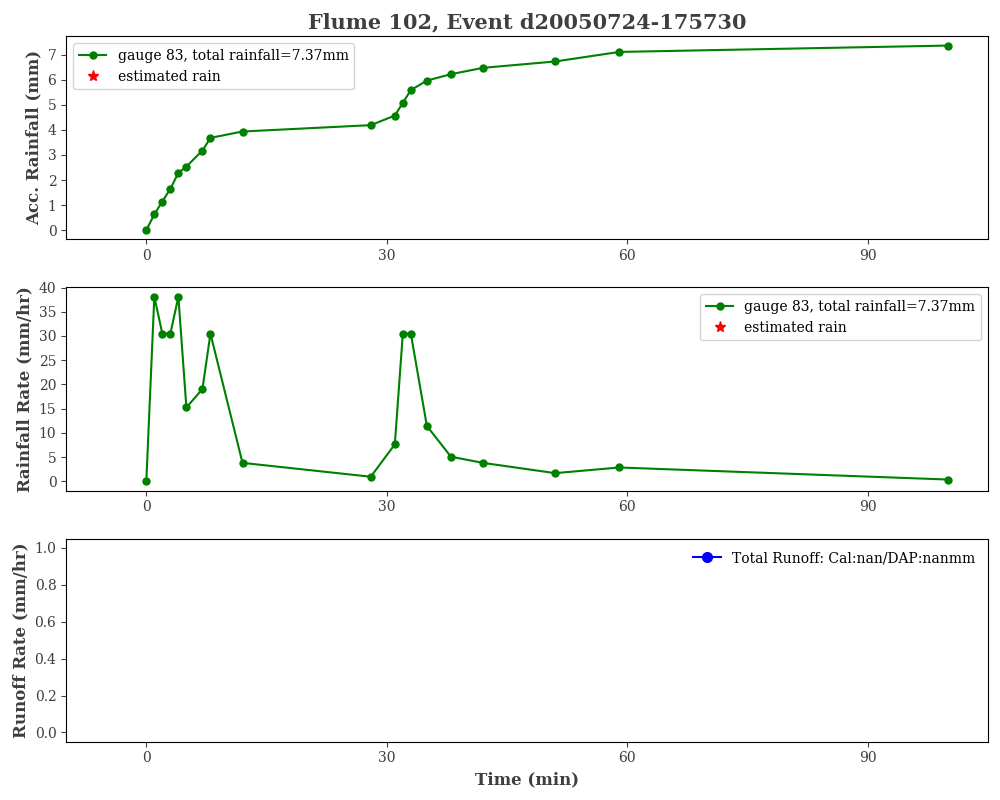 Flume 102, Event d20050724-175730
Acc. Rainfall (mm)
7
6
5
4
3
2
1
0
gauge 83, total rainfall=7.37mm
estimated rain
0 30 60 90
Rainfall Rate (mm/hr)
40
35
30
25
20
15
10
5
0
gauge 83, total rainfall=7.37mm
estimated rain
0 30 60 90
Runoff Rate (mm/hr)
1.0
0.8
0.6
0.4
0.2
0.0
Total Runoff: Cal:nan/DAP:nanmm
0 30 60 90
Time (min)